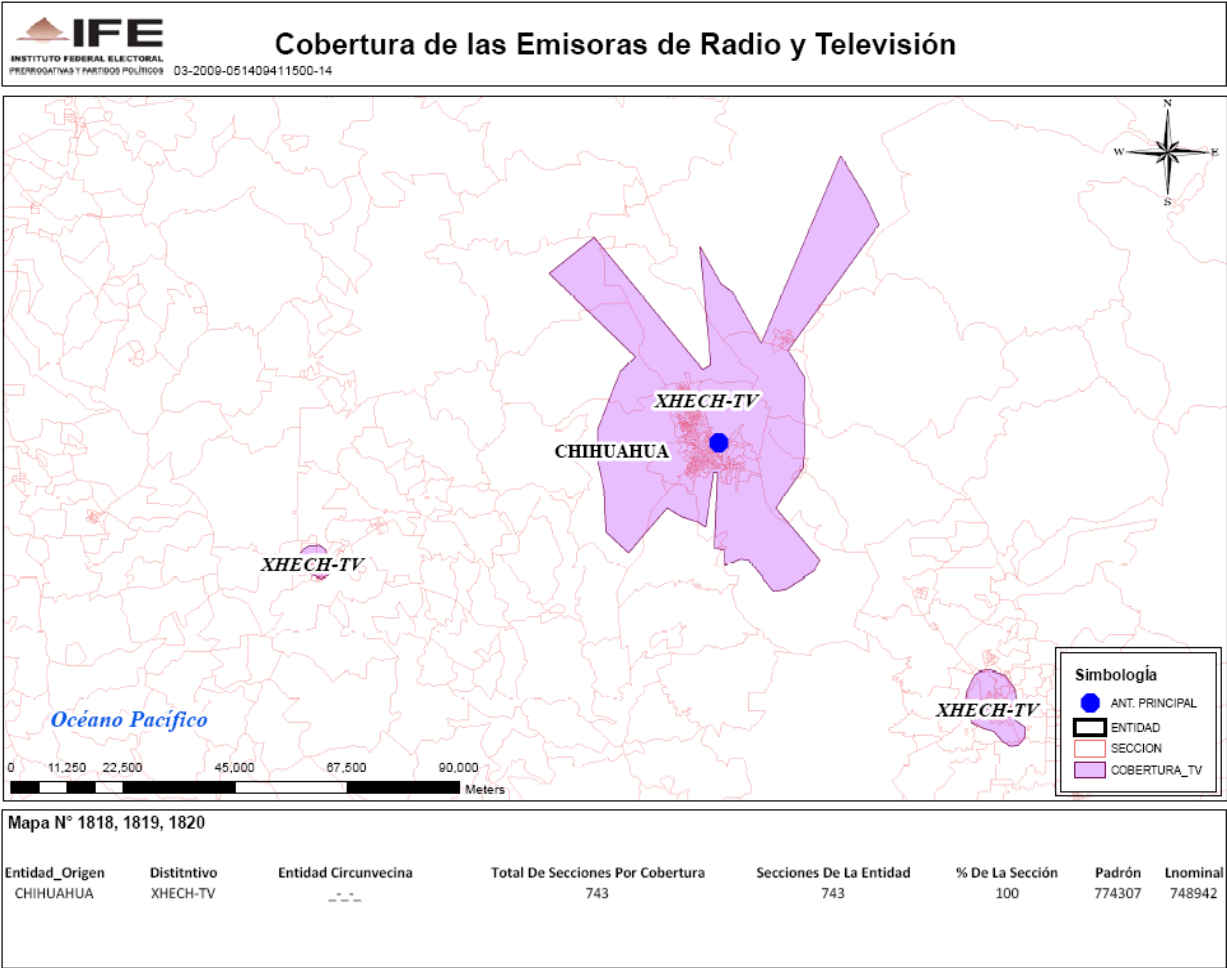 IFE
INSTITUTO FEDERAL ELECTORAL
PRERROGATIVAS Y PARTIDOS POLÍTICOS
03-2009-051409411500-14
Cobertura de las Emisoras de Radio y Televisión
N
W E
S
XHECH-TV
CHIHUAHUA
XHECH-TV
XHECH-TV
Océano Pacífico
0 11,250 22,500 45,000 67,500 90,000
Meters
Simbología
ANT. PRINCIPAL
ENTIDAD
SECCION
COBERTURA_TV
Mapa N° 1818, 1819, 1820
Entidad_Origen Distitntivo Entidad Circunvecina Total De Secciones Por Cobertura Secciones De La Entidad % De La Sección Padrón Lnominal
CHIHUAHUA XHECH-TV _-_-_ 743 743 100 774307 748942